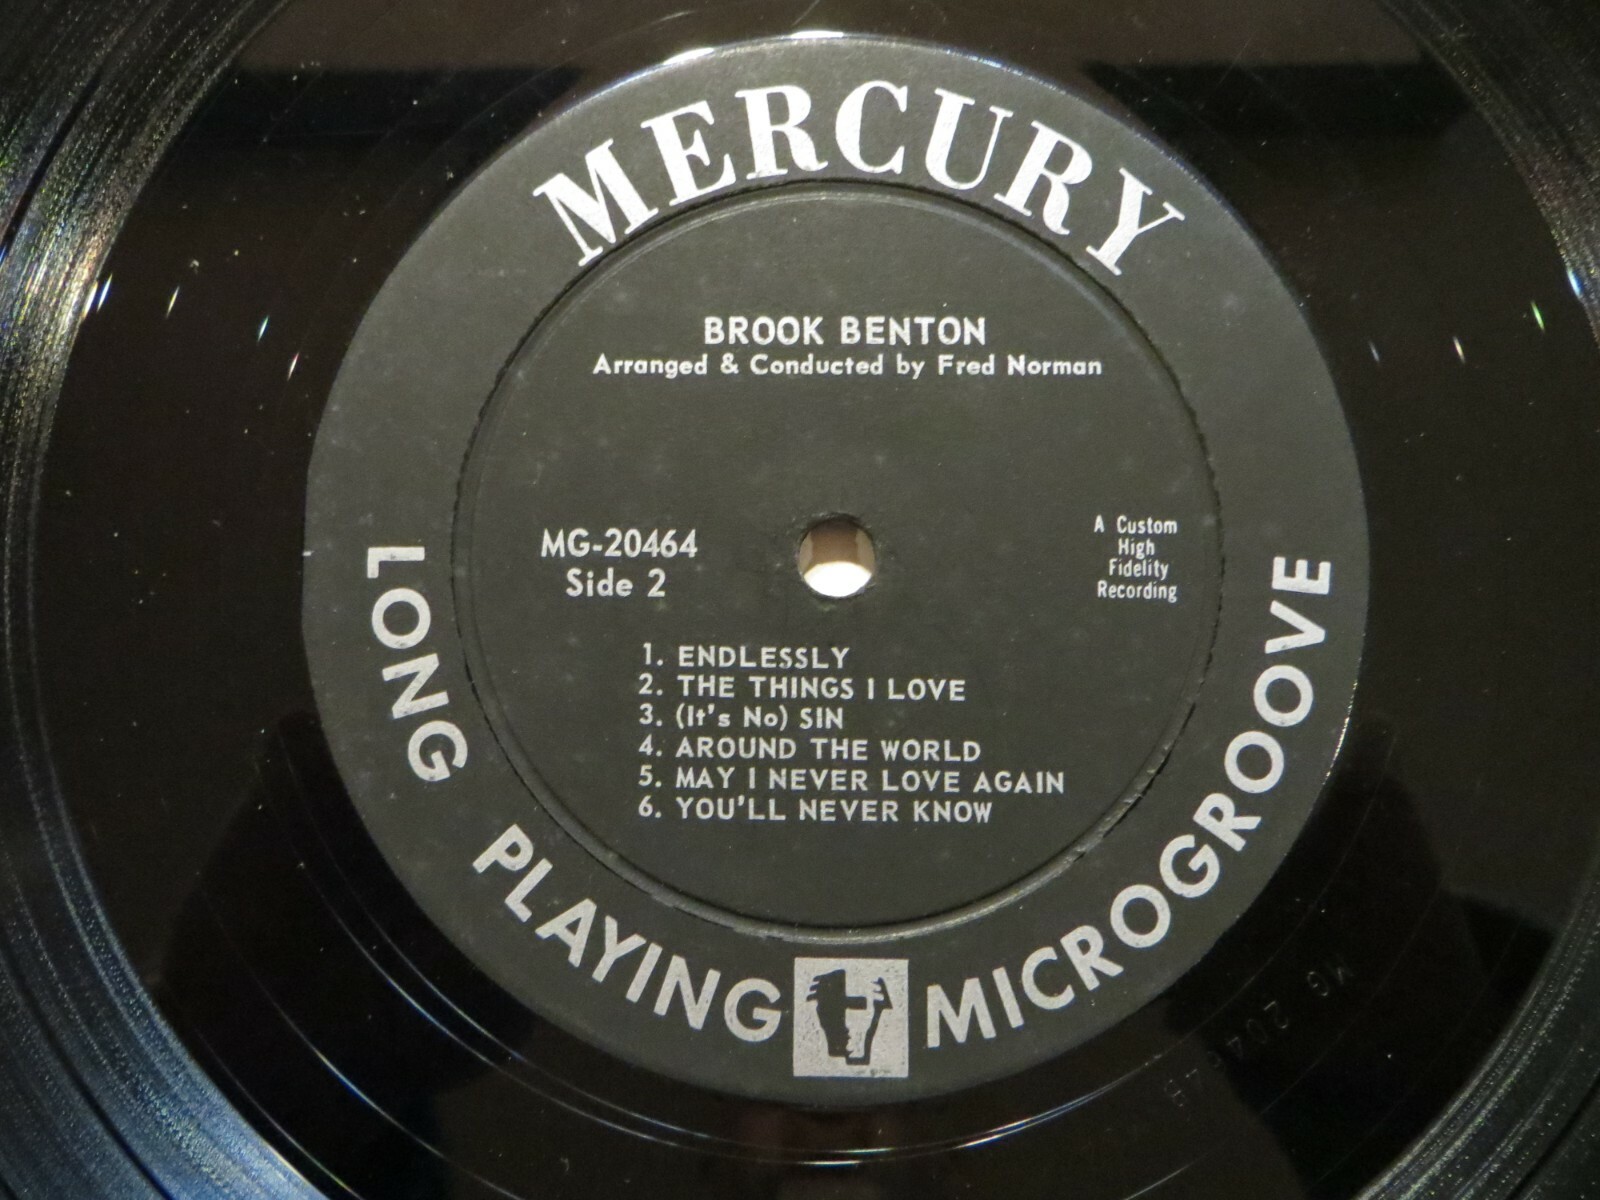 MERCURY
BROOK BENTON
Arranged & Conducted by Fred Norman
MG-20464
Side 2
A Custom
High
Fidelity
Recording
1. ENDLESSLY
2. THE THINGS I LOVE
3. (It's No) SIN
4. AROUND THE WORLD
5. MAY I NEVER LOVE AGAIN
6. YOU'LL NEVER KNOW
LONG PLAYING MICROGROOVE